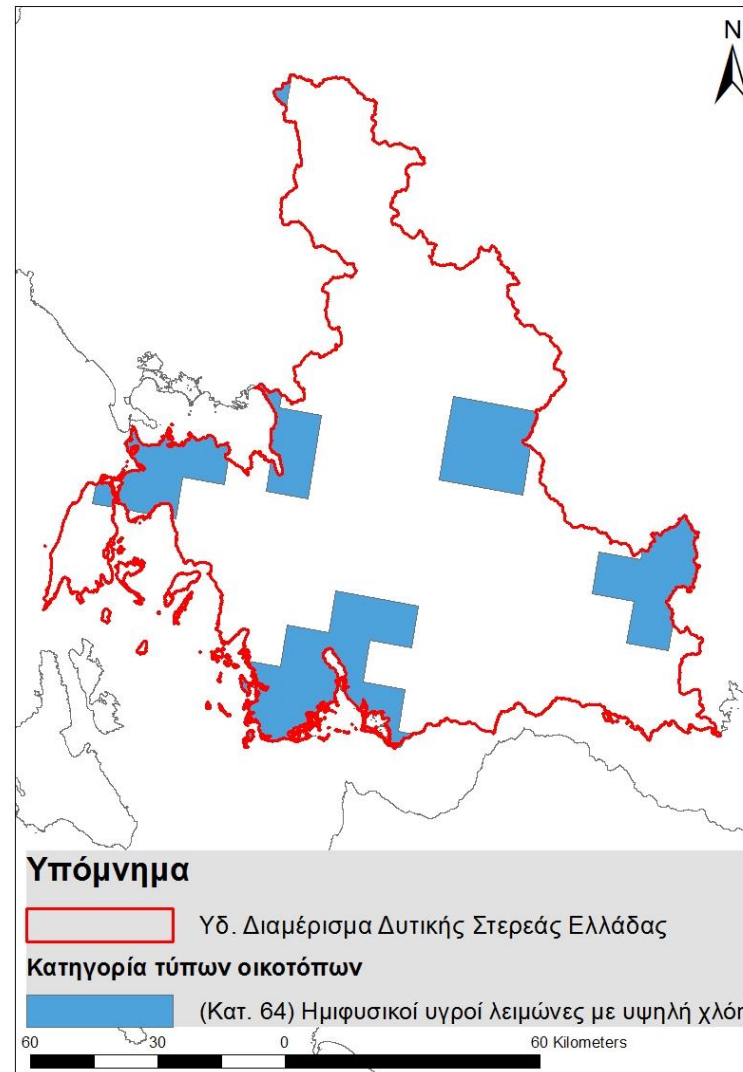 N
Υπόμνημα
Υδ. Διαμέρισμα Δυτικής Στερεάς Ελλάδας
Κατηγορία τύπων οικοτόπων
(Κατ. 64) Ημιφυσικοί υγροί λειμώνες με υψηλή χλόη
60 30 0 60 Kilometers